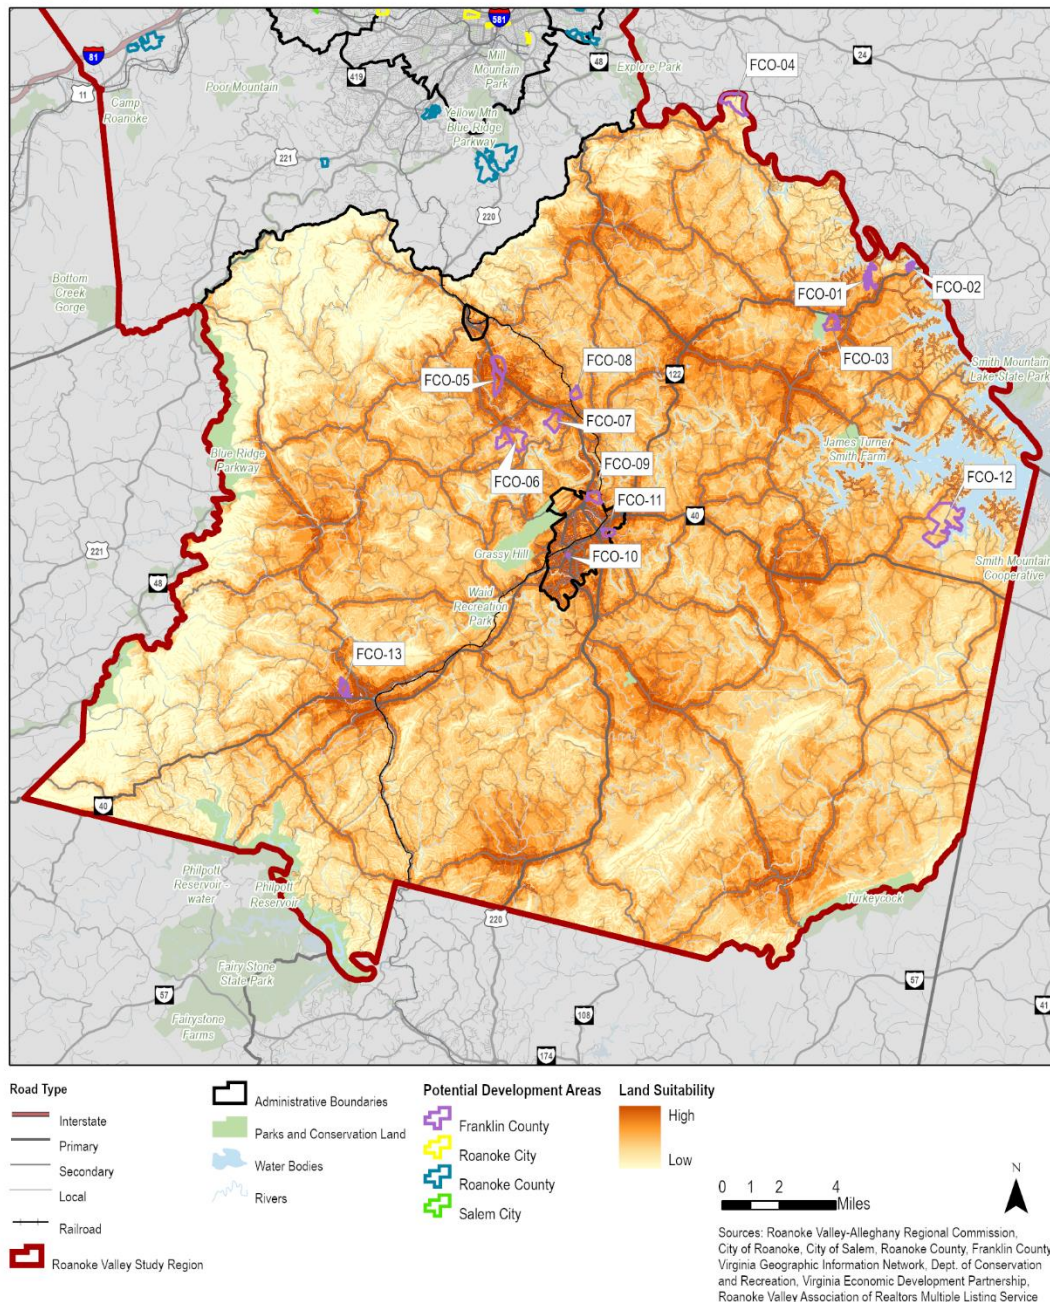 581
24
Mill
Mountain
Park
81
48
Explore Park
FCO-04
419
11
Poor Mountain
Camp
Roanoke
Yellow Mtn
Blue Ridge
Parkway
221
220
Bottom
Creek
Gorge
FCO-01
FCO-02
FCO-03
Smith Mountain
Lake State Park
FCO-08
FCO-05
122
FCO-07
James Turner
Smith Farm
Blue Ridge
Parkway
FCO-09
FCO-06
FCO-12
FCO-11
40
221
Grassy Hill
FCO-10
Smith Mountain
Cooperative
48
Waid
Recreation
Park
FCO-13
40
Philpott
Reservoir -
water
Philpott
Reservoir
Turkeycock
220
Fairy Stone
State Park
57
57
Fairystone
Farms
108
41
174
Road Type
Interstate
Primary
Secondary
Local
Railroad
Roanoke Valley Study Region
Administrative Boundaries
Parks and Conservation Land
Water Bodies
Rivers
Potential Development Areas
Franklin County
Roanoke City
Roanoke County
Salem City
Land Suitability
High
Low
N
0 1 2 4
Miles
Sources: Roanoke Valley-Alleghany Regional Commission,
City of Roanoke, City of Salem, Roanoke County, Franklin County
Virginia Geographic Information Network, Dept. of Conservation
and Recreation, Virginia Economic Development Partnership,
Roanoke Valley Association of Realtors Multiple Listing Service